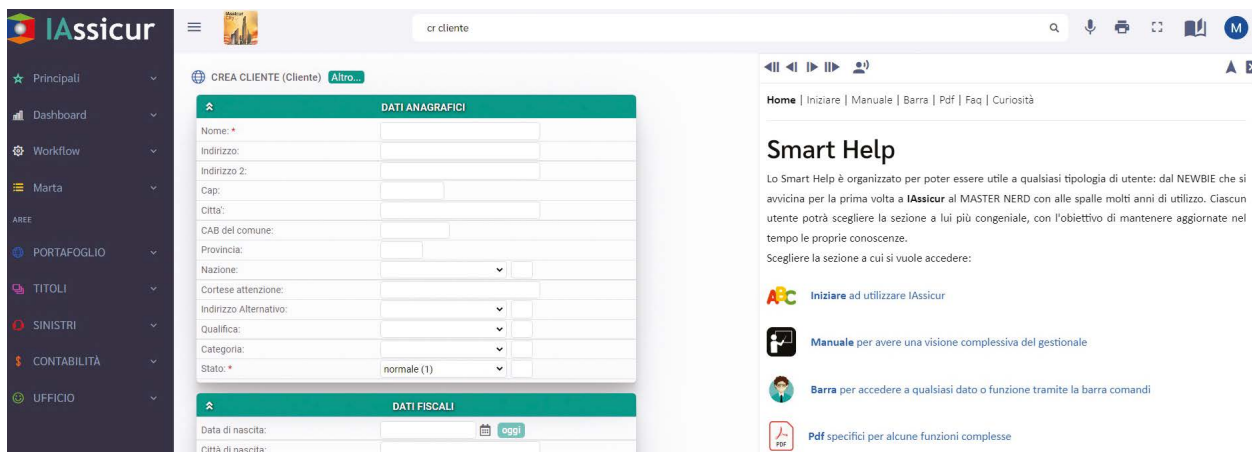 IAssicur
IAssicur
City
cr cliente
M
Principali
Dashboard
Workflow
Marta
AREE
PORTAFOGLIO
TITOLI
SINISTRI
CONTABILITÀ
UFFICIO
CREA CLIENTE (Cliente) Altro...
DATI ANAGRAFICI
Nome: *
Indirizzo:
Indirizzo 2:
Cap:
Citta':
CAB del comune:
Provincia:
Nazione:
Cortese attenzione:
Indirizzo Alternativo:
Qualifica:
Categoria:
Stato: * normale (1)
DATI FISCALI
Data di nascita: oggi
Città di nascita:
Home | Iniziare | Manuale | Barra | Pdf | Faq | Curiosità
Smart Help
Lo Smart Help è organizzato per poter essere utile a qualsiasi tipologia di utente: dal NEWBIE che si
avvicina per la prima volta a IAssicur al MASTER NERD con alle spalle molti anni di utilizzo. Ciascun
utente potrà scegliere la sezione a lui più congeniale, con l'obiettivo di mantenere aggiornate nel
tempo le proprie conoscenze.
Scegliere la sezione a cui si vuole accedere:
ABC Iniziare ad utilizzare IAssicur
Manuale per avere una visione complessiva del gestionale
Barra per accedere a qualsiasi dato o funzione tramite la barra comandi
PDF Pdf specifici per alcune funzioni complesse